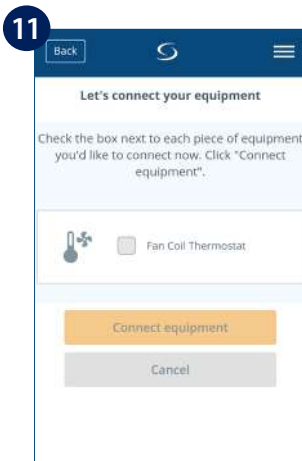 11
Back
Let's connect your equipment
Check the box next to each piece of equipment
you'd like to connect now. Click "Connect
equipment".
Fan Coil Thermostat
Connect equipment
Cancel